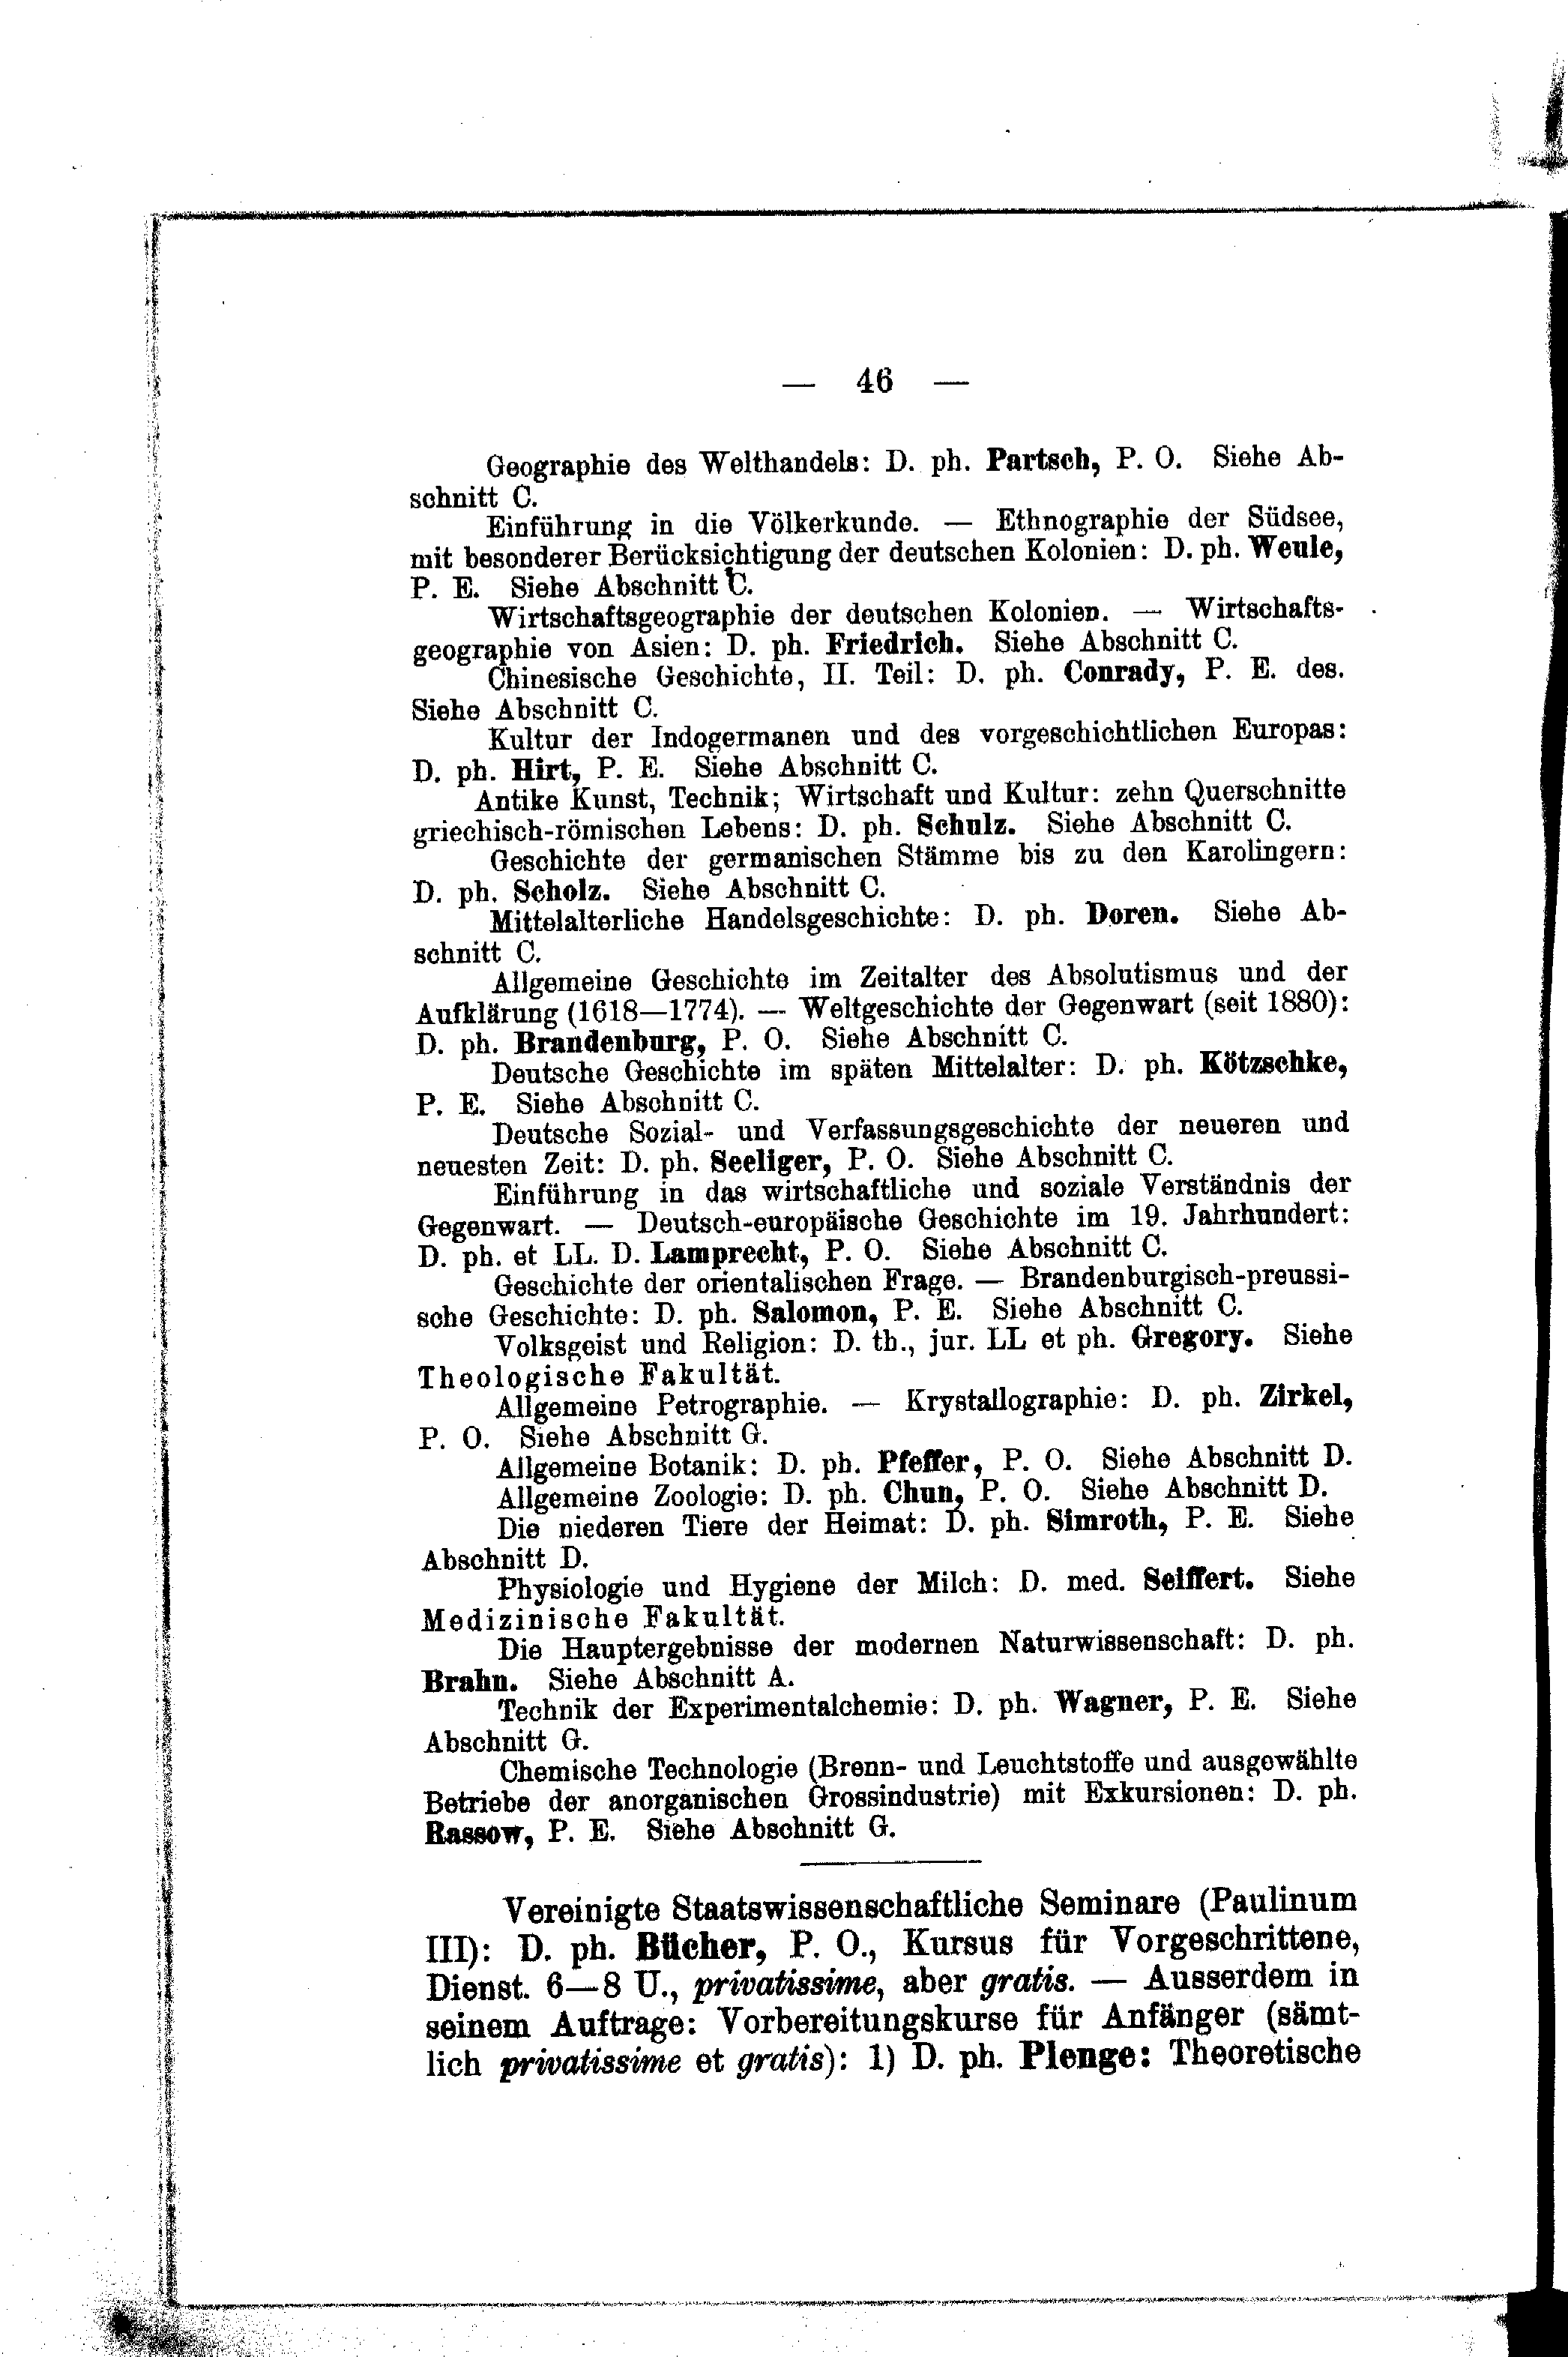 — 46 —
Geographie des Welthandels: D. ph. Partsch, P. O. Siehe Ab-
schnitt C.
Einführung in die Völkerkunde. — Ethnographie der Südsee,
mit besonderer Berücksichtigung der deutschen Kolonien: D. ph. Weule,
P. E. Siehe Abschnitt C.
Wirtschaftsgeographie der deutschen Kolonien. — Wirtschafts-
geographie von Asien: D. ph. Friedrich. Siehe Abschnitt C.
Chinesische Geschichte, II. Teil: D. ph. Conrady, P. E. des.
Siehe Abschnitt C.
Kultur der Indogermanen und des vorgeschichtlichen Europas:
D. ph. Hirt, P. E. Siehe Abschnitt C.
Antike Kunst, Technik; Wirtschaft und Kultur: zehn Querschnitte
griechisch-römischen Lebens: D. ph. Schulz. Siehe Abschnitt C.
Geschichte der germanischen Stämme bis zu den Karolingern:
D. ph. Scholz. Siehe Abschnitt C.
Mittelalterliche Handelsgeschichte: D. ph. Doren. Siehe Ab-
schnitt C.
Allgemeine Geschichte im Zeitalter des Absolutismus und der
Aufklärung (1618—1774). — Weltgeschichte der Gegenwart (seit 1880):
D. ph. Brandenburg, P. O. Siehe Abschnitt C.
Deutsche Geschichte im späten Mittelalter: D. ph. Kötzschke,
P. E. Siehe Abschnitt C.
Deutsche Sozial- und Verfassungsgeschichte der neueren und
neuesten Zeit: D. ph. Seeliger, P. O. Siehe Abschnitt C.
Einführung in das wirtschaftliche und soziale Verständnis der
Gegenwart. — Deutsch-europäische Geschichte im 19. Jahrhundert:
D. ph. et LL. D. Lamprecht, P. O. Siehe Abschnitt C.
Geschichte der orientalischen Frage. — Brandenburgisch-preussi-
sche Geschichte: D. ph. Salomon, P. E. Siehe Abschnitt C.
Volksgeist und Religion: D. th., jur. LL et ph. Gregory. Siehe
Theologische Fakultät.
Allgemeine Petrographie. — Krystallographie: D. ph. Zirkel,
P. O. Siehe Abschnitt G.
Allgemeine Botanik: D. ph. Pfeffer, P. O. Siehe Abschnitt D.
Allgemeine Zoologie: D. ph. Chun, P. O. Siehe Abschnitt D.
Die niederen Tiere der Heimat: D. ph. Simroth, P. E. Siehe
Abschnitt D.
Physiologie und Hygiene der Milch: D. med. Seiffert. Siehe
Medizinische Fakultät.
Die Hauptergebnisse der modernen Naturwissenschaft: D. ph.
Brahn. Siehe Abschnitt A.
Technik der Experimentalchemie: D. ph. Wagner, P. E. Siehe
Abschnitt G.
Chemische Technologie (Brenn- und Leuchtstoffe und ausgewählte
Betriebe der anorganischen Grossindustrie) mit Exkursionen: D. ph.
Rassow, P. E. Siehe Abschnitt G.
Vereinigte Staatswissenschaftliche Seminare (Paulinum
III): D. ph. Bücher, P. O., Kursus für Vorgeschrittene,
Dienst. 6—8 U., privatissime, aber gratis. — Ausserdem in
seinem Auftrage: Vorbereitungskurse für Anfänger (sämt-
lich privatissime et gratis): 1) D. ph. Plenge: Theoretische